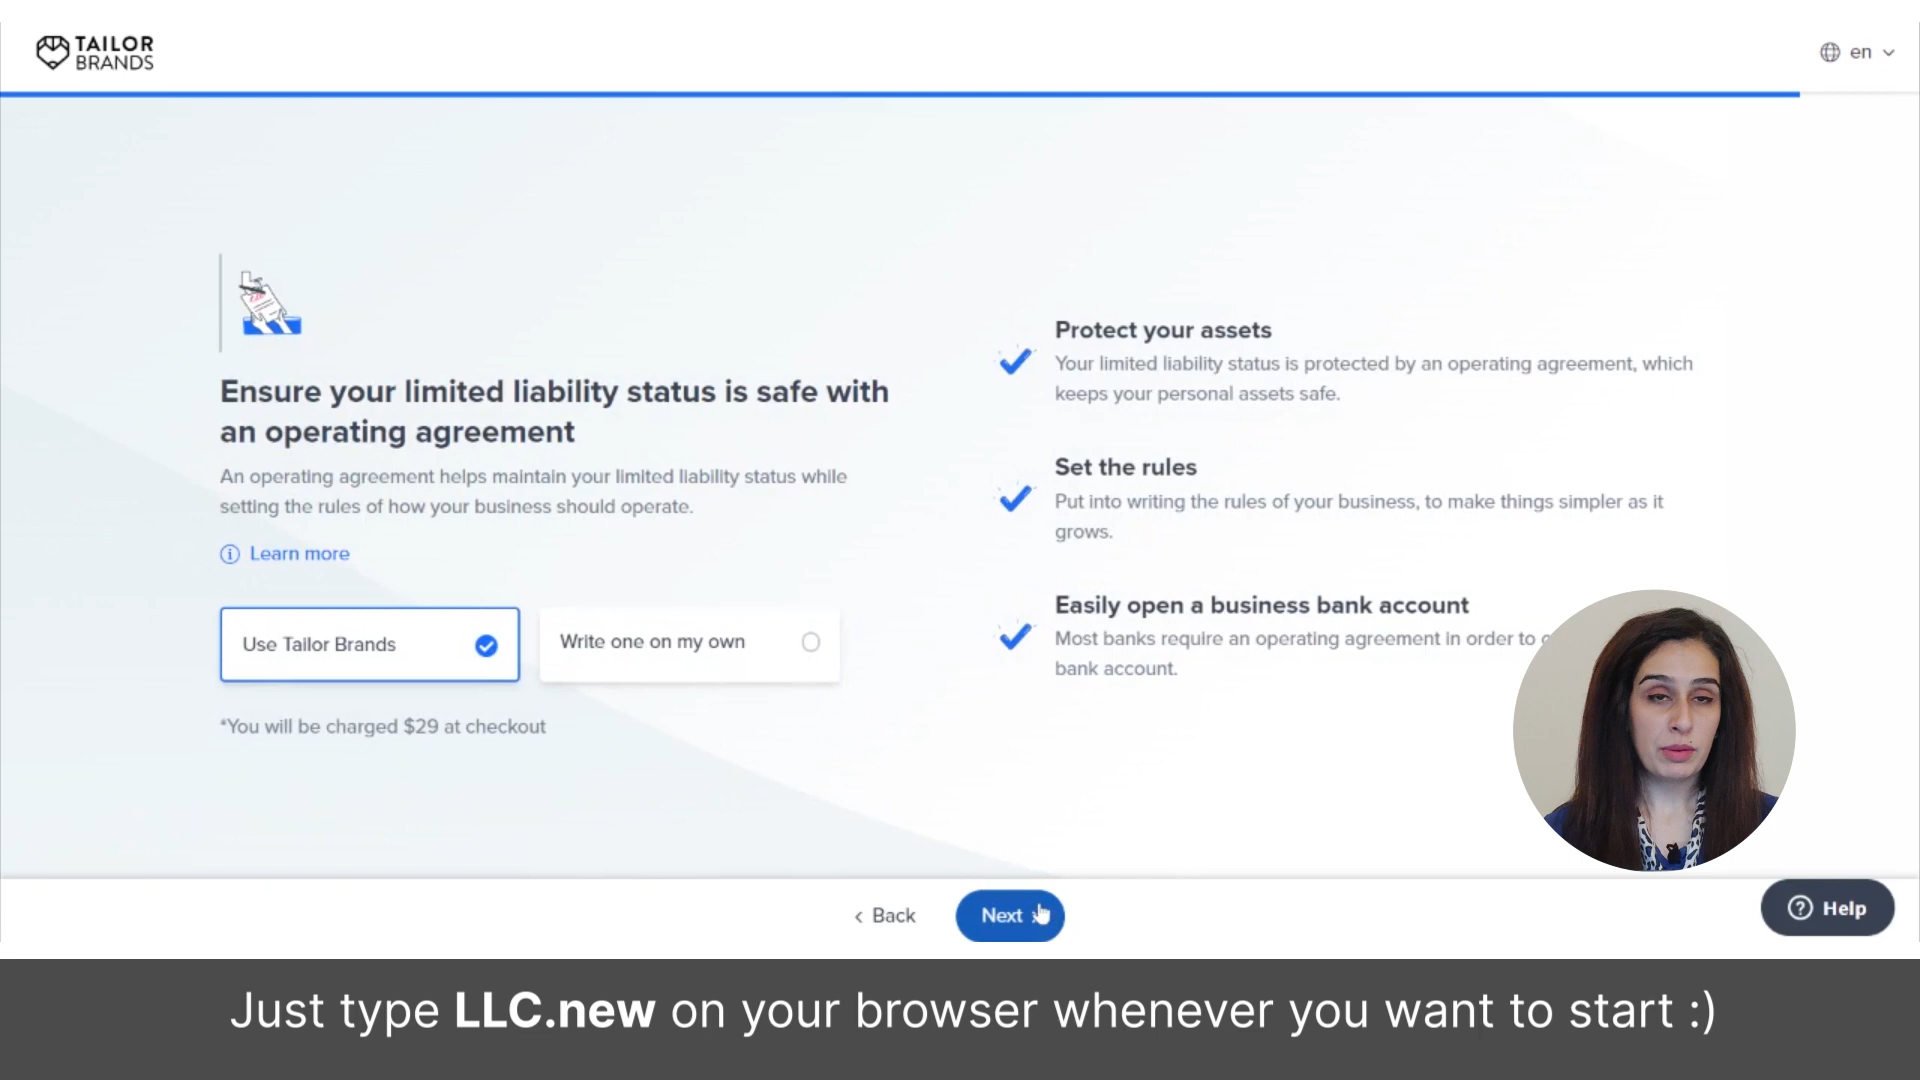 TAILOR
BRANDS
en
Ensure your limited liability status is safe with
an operating agreement
An operating agreement helps maintain your limited liability status while
setting the rules of how your business should operate.
Learn more
Use Tailor Brands
Write one on my own
*You will be charged $29 at checkout
Protect your assets
Your limited liability status is protected by an operating agreement, which
keeps your personal assets safe.
Set the rules
Put into writing the rules of your business, to make things simpler as it
grows.
Easily open a business bank account
Most banks require an operating agreement in order to
bank account.
Back
Next
Help
Just type LLC.new on your browser whenever you want to start :)